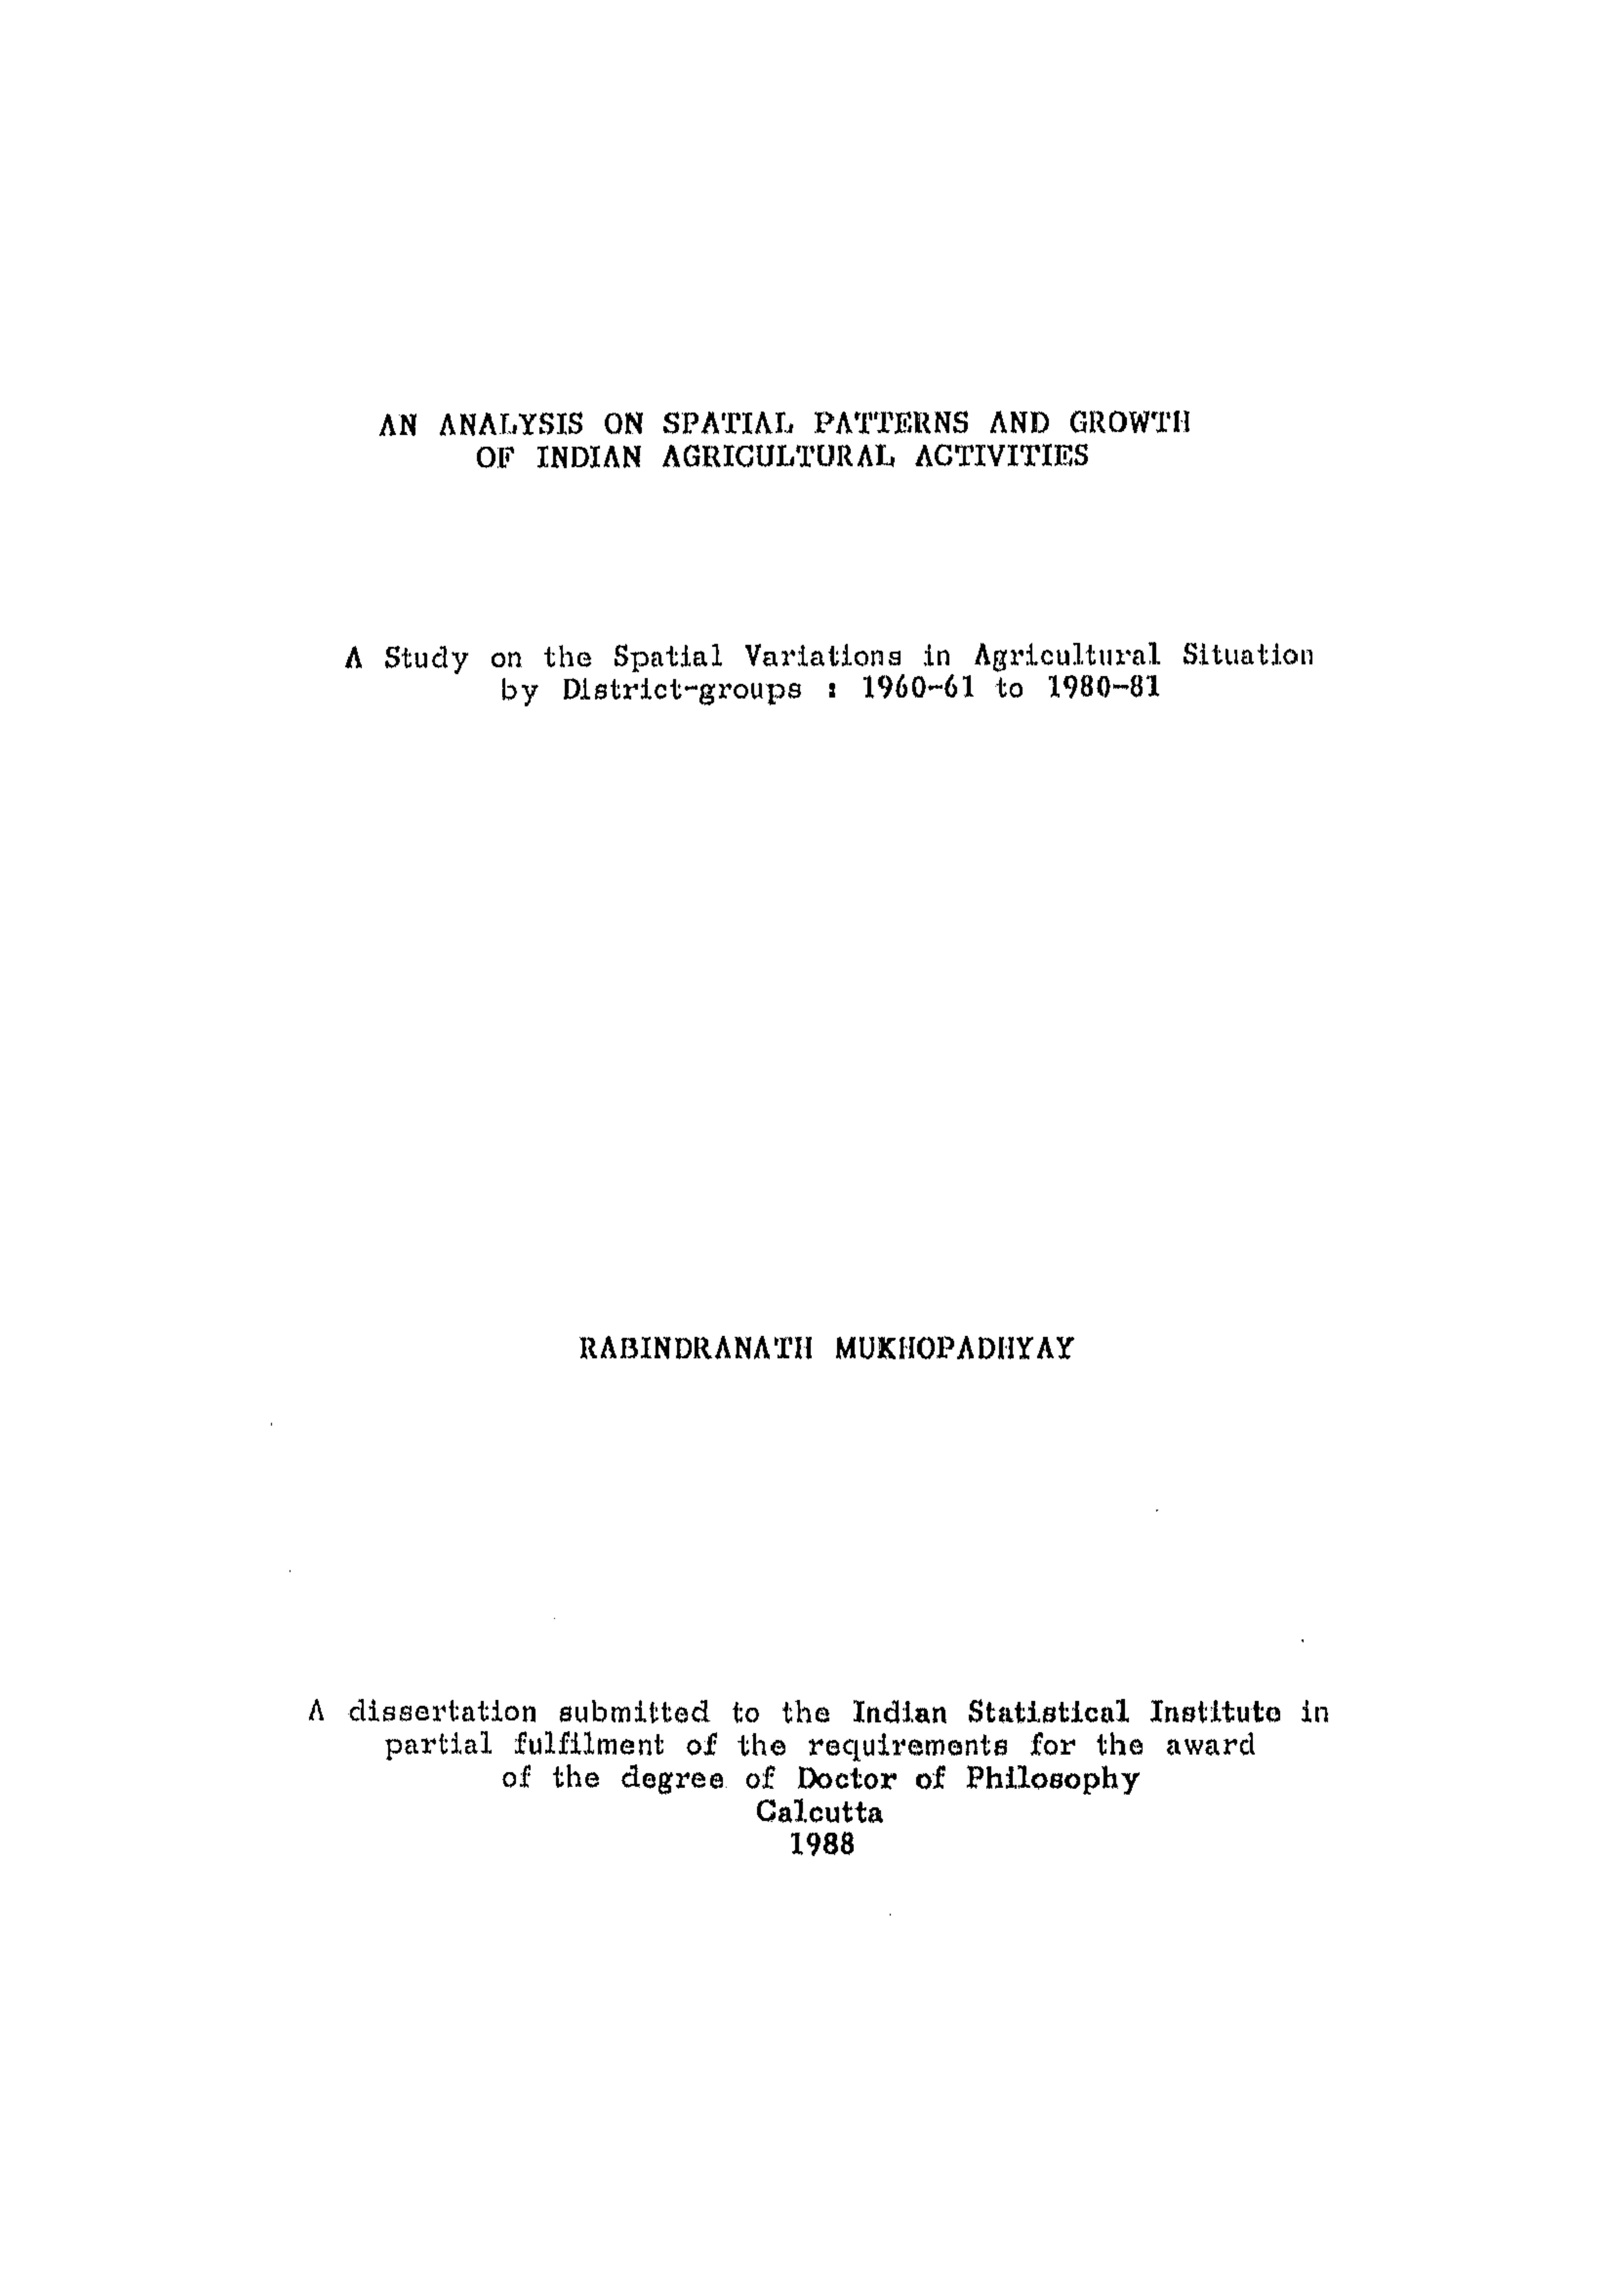 AN ANALYSIS ON SPATIAL PATTERNS AND GROWTH
OF INDIAN AGRICULTURAL ACTIVITIES
A Study on the Spatial Variations in Agricultural Situation
by District-groups : 1960-61 to 1980-81
RABINDRANATH MUKHOPADHYAY
A dissertation submitted to the Indian Statistical Institute in
partial fulfilment of the requirements for the award
of the degree of Doctor of Philosophy
Calcutta
1988